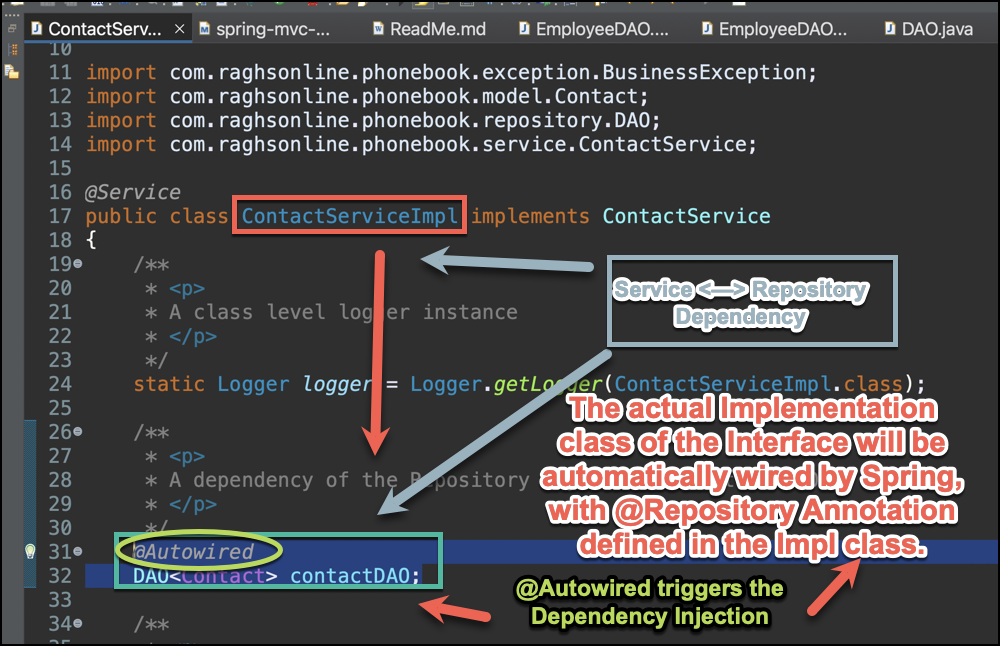 ContactServ...
spring-mvc-...
ReadMe.md
EmployeeDAO....
EmployeeDAO...
DAO.java
10
11 import com.raghsonline.phonebook.exception.BusinessException;
12 import com.raghsonline.phonebook.model.Contact;
13 import com.raghsonline.phonebook.repository.DAO;
14 import com.raghsonline.phonebook.service.ContactService;
15
16 @Service
17 public class ContactServiceImpl implements ContactService
18 {
19 /**
20 * <p>
21 * A class level logger instance
22 * </p>
23 */
24 static Logger logger = Logger.getLogger(ContactServiceImpl.class);
25
26 /**
27 * <p>
28 * A dependency of the Repository
29 * </p>
30 */
31 @Autowired
32 DAO<Contact> contactDAO;
33
34 /**
Service <—> Repository
Dependency
The actual Implementation
class of the Interface will be
automatically wired by Spring,
with @Repository Annotation
defined in the Impl class.
@Autowired triggers the
Dependency Injection